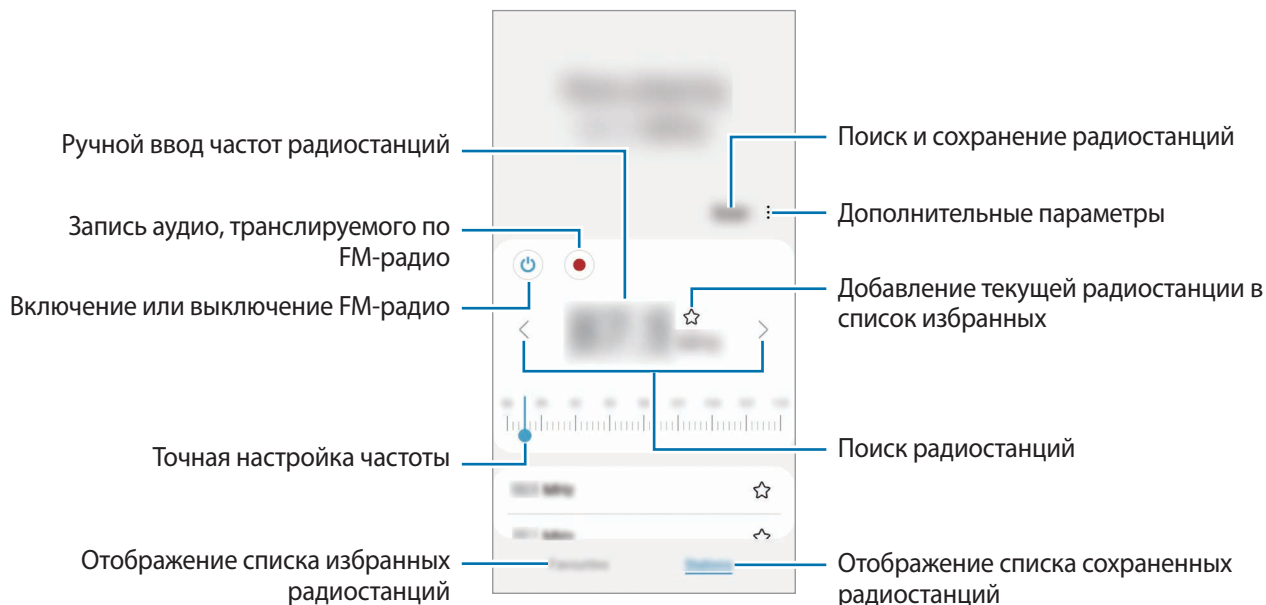 Ручной ввод частот радиостанций
Запись аудио, транслируемого по
FM-радио
Включение или выключение FM-радио
Точная настройка частоты
Отображение списка избранных
радиостанций
Поиск и сохранение радиостанций
Дополнительные параметры
Добавление текущей радиостанции в
список избранных
Поиск радиостанций
Отображение списка сохраненных
радиостанций